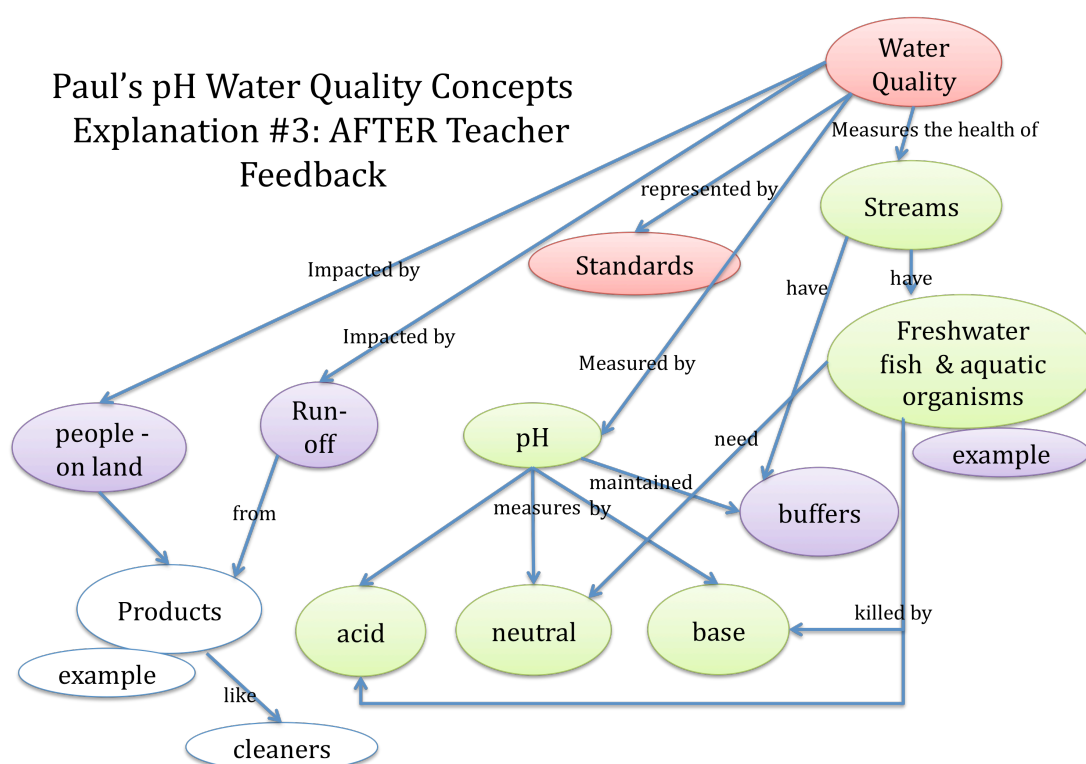 Water
Quality
Paul’s pH Water Quality Concepts
Explanation #3: AFTER Teacher
Feedback
Measures the health of
represented by
Streams
Standards
Impacted by
have
have
Impacted by
Freshwater
fish & aquatic
organisms
Measured by
Run-
off
people -
on land
pH
need
example
maintained
by
buffers
measures
from
Products
acid
neutral
base
killed by
example
like
cleaners